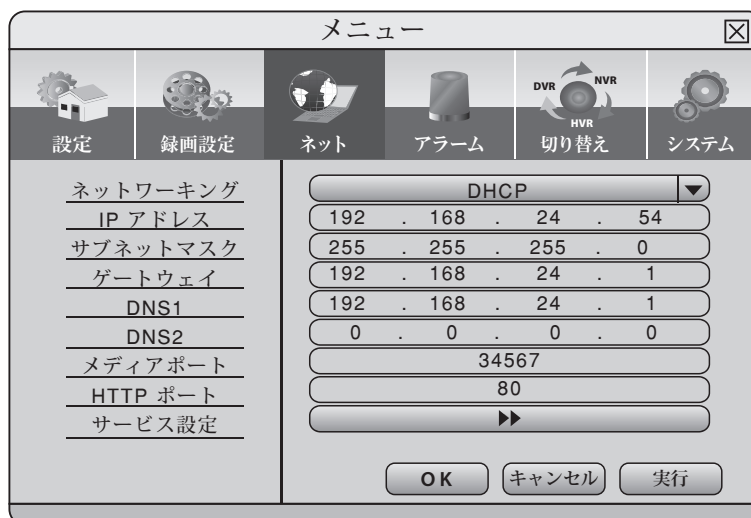 メニュー
DVR NVR
HVR
設定 録画設定 ネット アラーム 切り替え システム
ネットワーキング DHCP
IP アドレス 192 . 168 . 24 . 54
サブネットマスク 255 . 255 . 255 . 0
ゲートウェイ 192 . 168 . 24 . 1
DNS1 192 . 168 . 24 . 1
DNS2 0 . 0 . 0 . 0
メディアポート 34567
HTTP ポート 80
サービス設定
OK キャンセル 実行